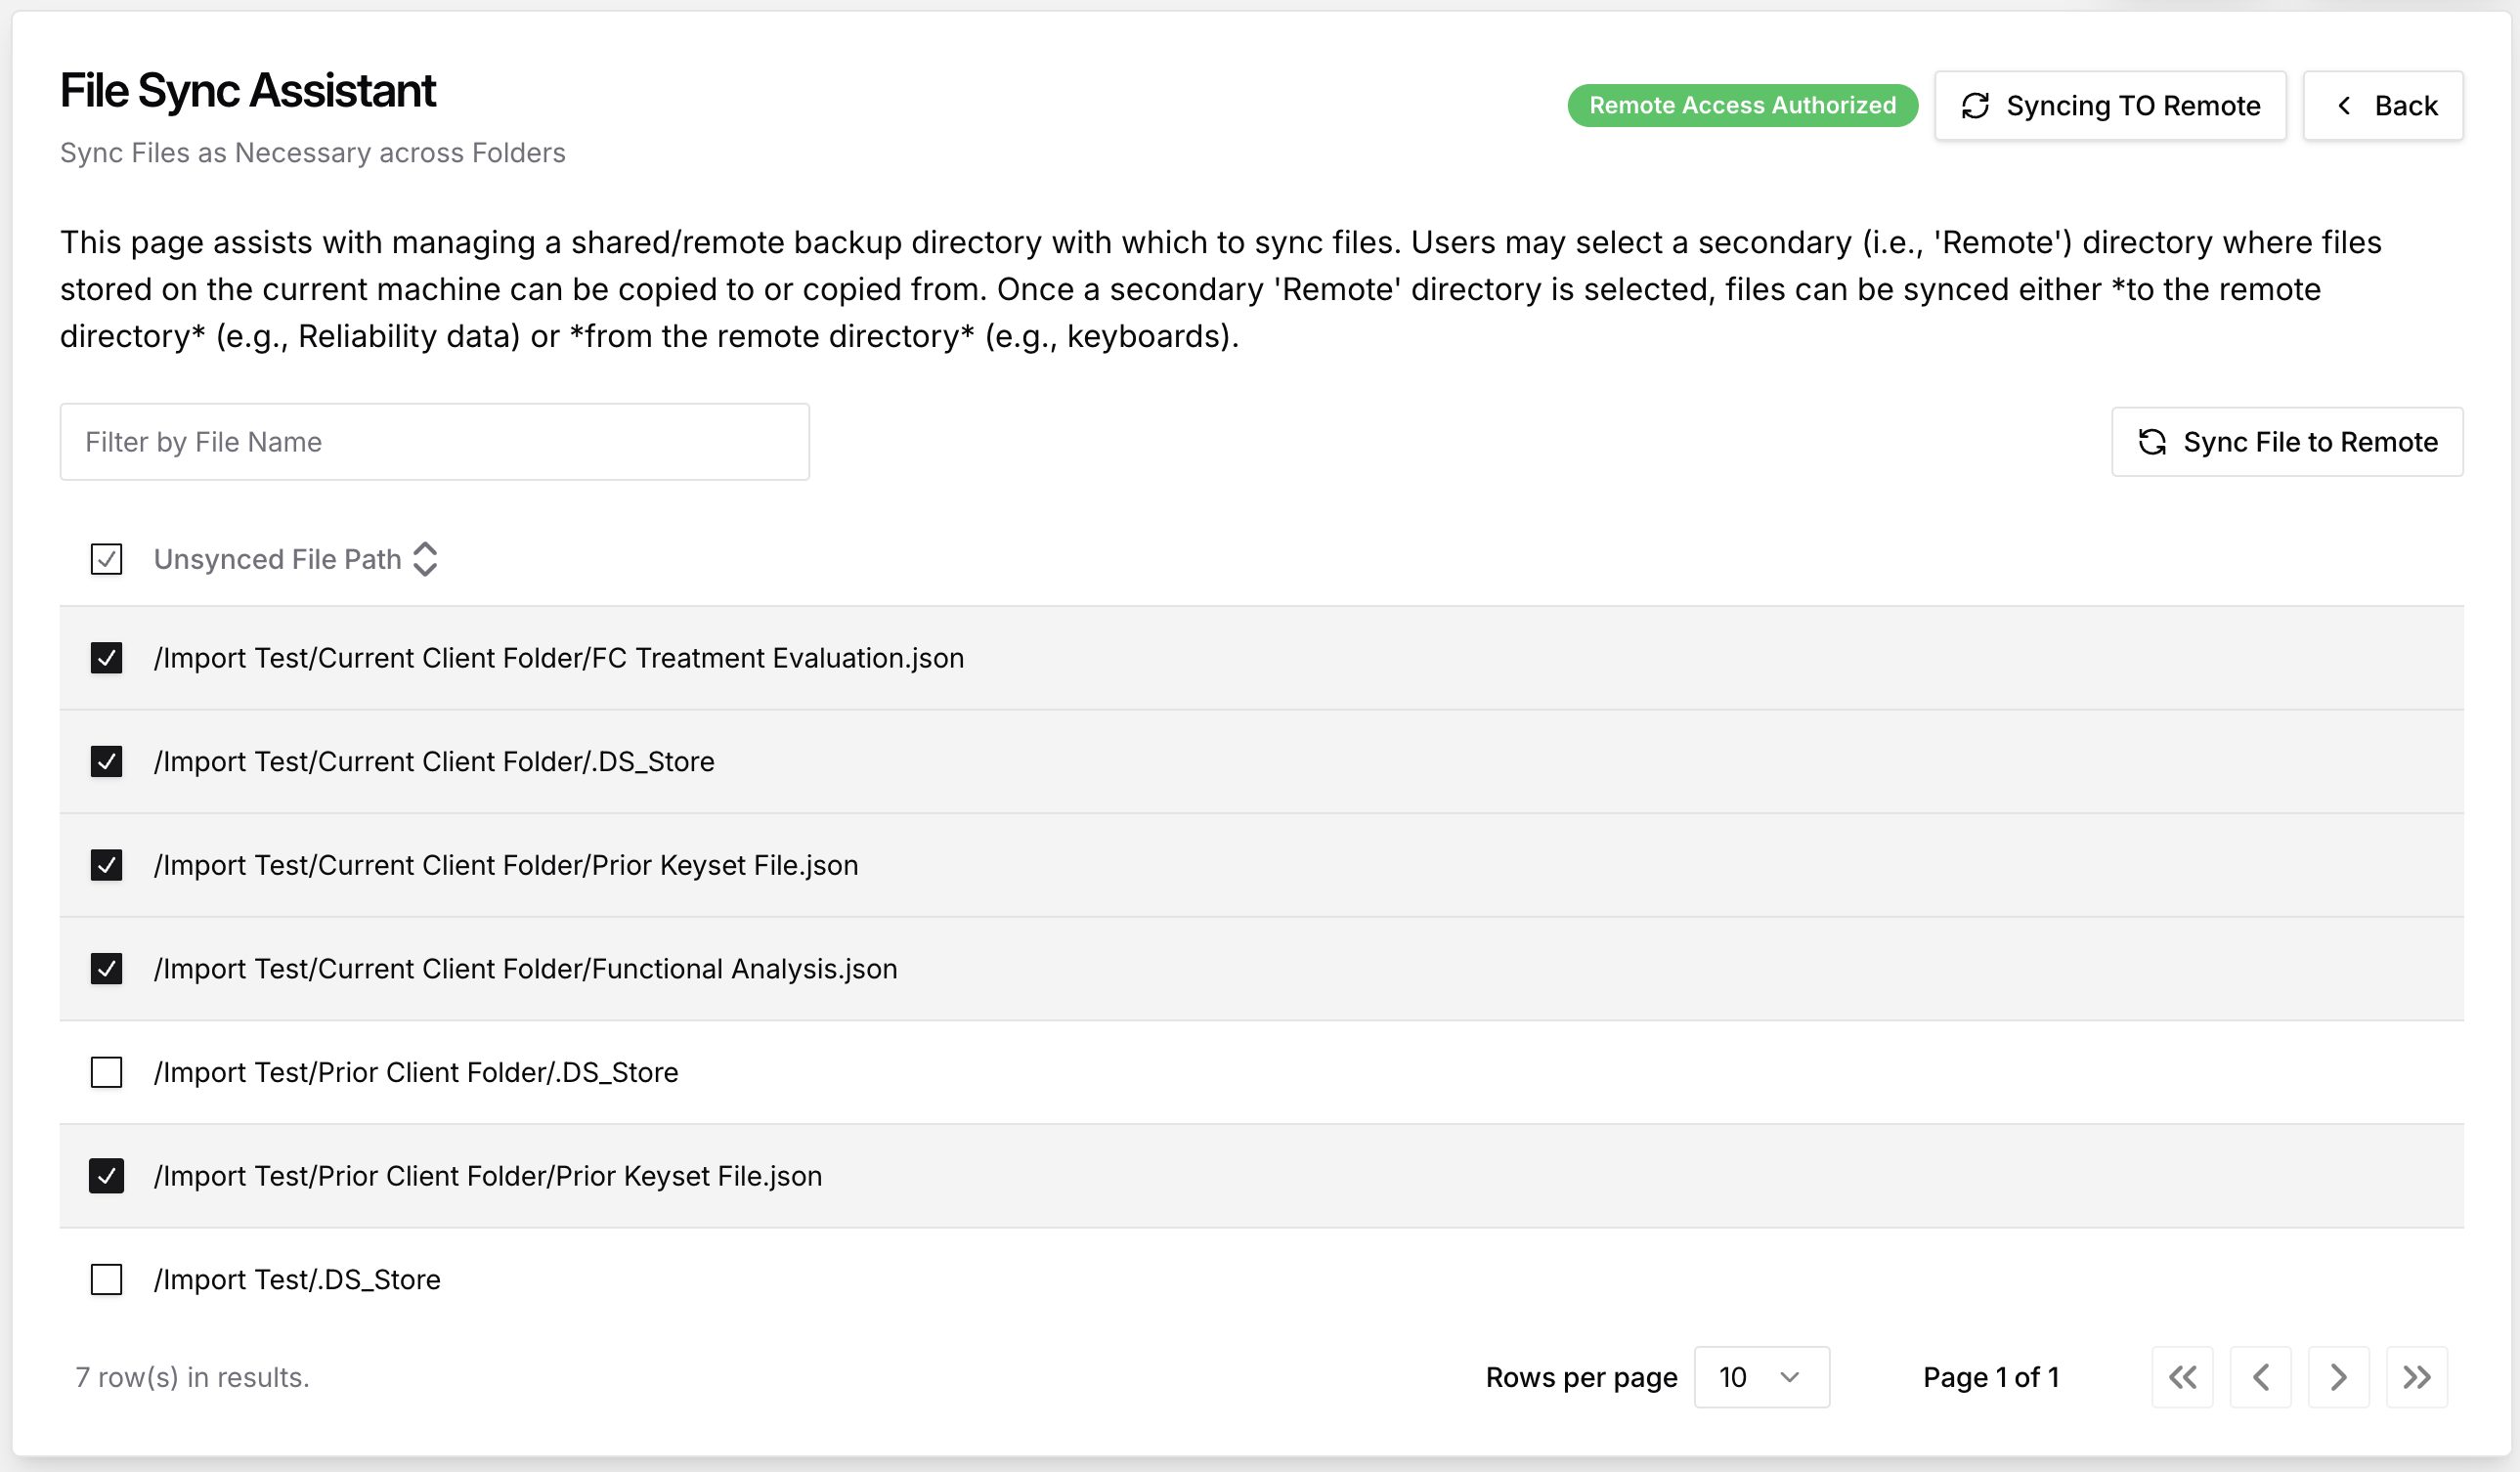 File Sync Assistant
Remote Access Authorized
Syncing TO Remote
Back
Sync Files as Necessary across Folders
This page assists with managing a shared/remote backup directory with which to sync files. Users may select a secondary (i.e., 'Remote') directory where files
stored on the current machine can be copied to or copied from. Once a secondary 'Remote' directory is selected, files can be synced either *to the remote
directory* (e.g., Reliability data) or *from the remote directory* (e.g., keyboards).
Filter by File Name
Sync File to Remote
Unsynced File Path
/Import Test/Current Client Folder/FC Treatment Evaluation.json
/Import Test/Current Client Folder/.DS_Store
/Import Test/Current Client Folder/Prior Keyset File.json
/Import Test/Current Client Folder/Functional Analysis.json
/Import Test/Prior Client Folder/.DS_Store
/Import Test/Prior Client Folder/Prior Keyset File.json
/Import Test/.DS_Store
7 row(s) in results.
Rows per page
10
Page 1 of 1